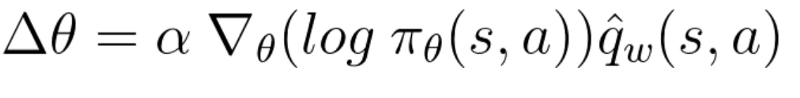 Δθ = α ∇_θ(log π_θ(s, a))q̂_w(s, a)